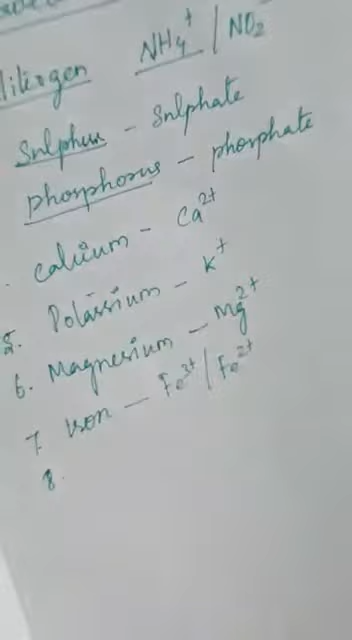 Nitrogen NH4+ / NO2-
Sulphur - Sulphate
phosphorus - phosphate
calcium - Ca2+
5. Potassium - K+
6. Magnesium - Mg2+
7. Iron - Fe3+ / Fe2+
8.